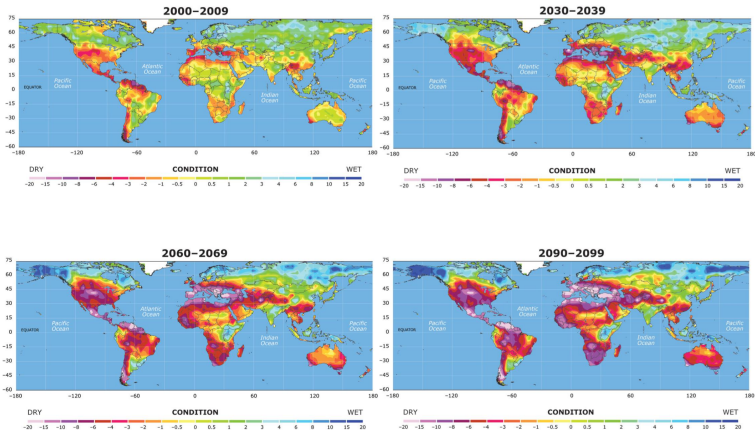 2000–2009
75
60
45
30
15
0
−15
−30
−45
−60
−180
−120
−60
0
60
120
180
Pacific
Ocean
EQUATOR
Atlantic
Ocean
Indian
Ocean
Pacific
Ocean
DRY
CONDITION
WET
−20 −15 −10 −8 −6 −4 −3 −2 −1 −0.5 0 0.5 1 2 3 4 6 8 10 15 20
2030–2039
75
60
45
30
15
0
−15
−30
−45
−60
−180
−120
−60
0
60
120
180
Pacific
Ocean
EQUATOR
Atlantic
Ocean
Indian
Ocean
Pacific
Ocean
DRY
CONDITION
WET
−20 −15 −10 −8 −6 −4 −3 −2 −1 −0.5 0 0.5 1 2 3 4 6 8 10 15 20
2060–2069
75
60
45
30
15
0
−15
−30
−45
−60
−180
−120
−60
0
60
120
180
Pacific
Ocean
EQUATOR
Atlantic
Ocean
Indian
Ocean
Pacific
Ocean
DRY
CONDITION
WET
−20 −15 −10 −8 −6 −4 −3 −2 −1 −0.5 0 0.5 1 2 3 4 6 8 10 15 20
2090–2099
75
60
45
30
15
0
−15
−30
−45
−60
−180
−120
−60
0
60
120
180
Pacific
Ocean
EQUATOR
Atlantic
Ocean
Indian
Ocean
Pacific
Ocean
DRY
CONDITION
WET
−20 −15 −10 −8 −6 −4 −3 −2 −1 −0.5 0 0.5 1 2 3 4 6 8 10 15 20